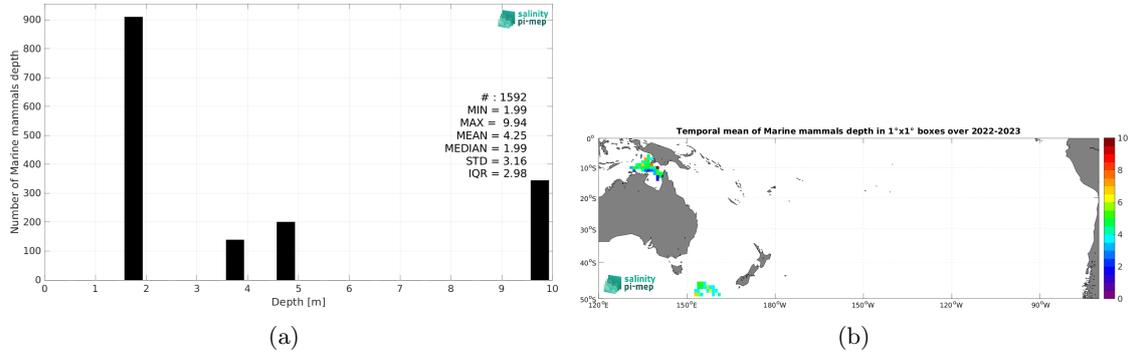 900
800
700
600
500
400
300
200
100
0
Number of Marine mammals depth
salinity
pi-mep
# : 1592
MIN = 1.99
MAX = 9.94
MEAN = 4.25
MEDIAN = 1.99
STD = 3.16
IQR = 2.98
0 1 2 3 4 5 6 7 8 9 10
Depth [m]
(a)
Temporal mean of Marine mammals depth in 1°x1° boxes over 2022-2023
0°
10°S
20°S
30°S
40°S
50°S
salinity
pi-mep
120°E 150°E 180°W 150°W 120°W 90°W
10
8
6
4
2
0
(b)